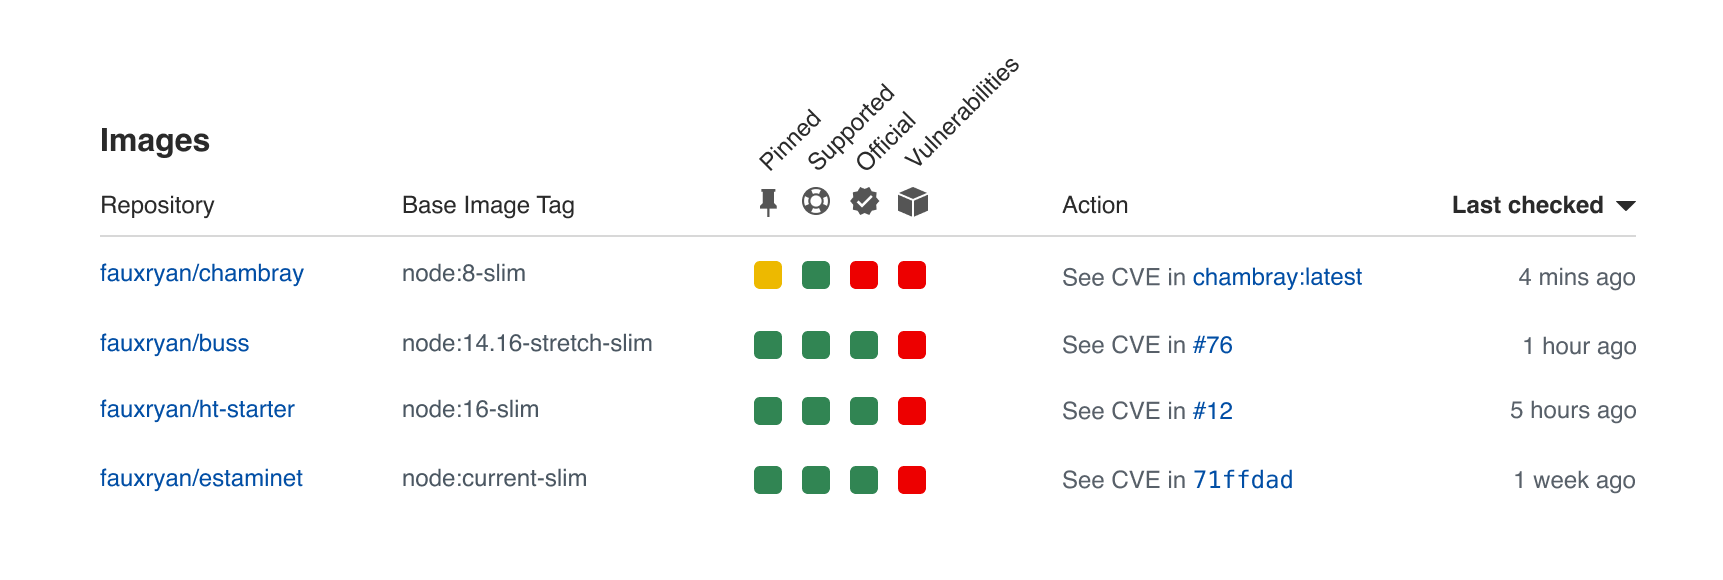 Images
Pinned
Supported
Official
Vulnerabilities
Repository Base Image Tag Action Last checked
fauxryan/chambray node:8-slim See CVE in chambray:latest 4 mins ago
fauxryan/buss node:14.16-stretch-slim See CVE in #76 1 hour ago
fauxryan/ht-starter node:16-slim See CVE in #12 5 hours ago
fauxryan/estaminet node:current-slim See CVE in 71ffdad 1 week ago